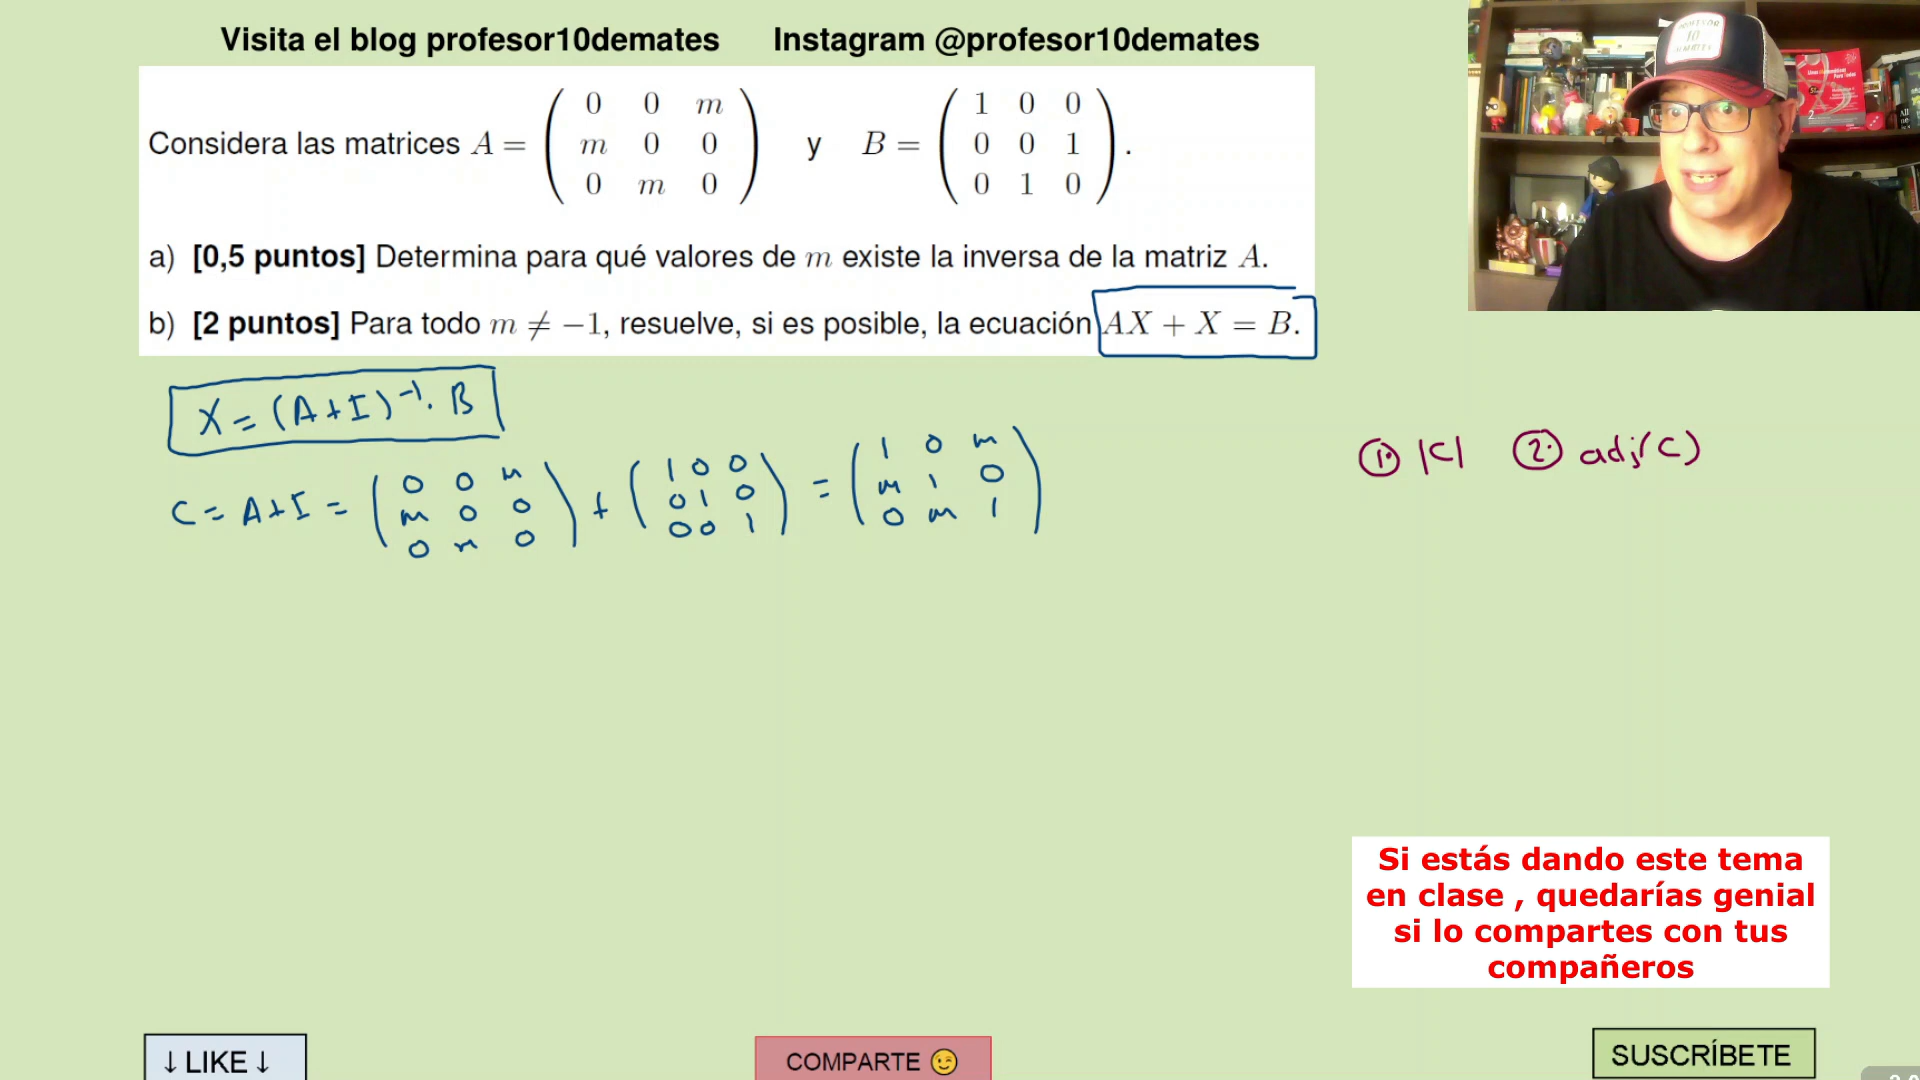 Visita el blog profesor10demates Instagram @profesor10demates
Considera las matrices A = ( 0 0 m ; m 0 0 ; 0 m 0 ) y B = ( 1 0 0 ; 0 0 1 ; 0 1 0 ).
a) [0,5 puntos] Determina para qué valores de m existe la inversa de la matriz A.
b) [2 puntos] Para todo m ≠ −1, resuelve, si es posible, la ecuación AX + X = B.
X = (A+I)⁻¹ · B
C = A+I = ( 0 0 m ; m 0 0 ; 0 m 0 ) + ( 1 0 0 ; 0 1 0 ; 0 0 1 ) = ( 1 0 m ; m 1 0 ; 0 m 1 )
1. |C| 2. adj(C)
Si estás dando este tema
en clase , quedarías genial
si lo compartes con tus
compañeros
↓ LIKE ↓
COMPARTE 😉
SUSCRÍBETE